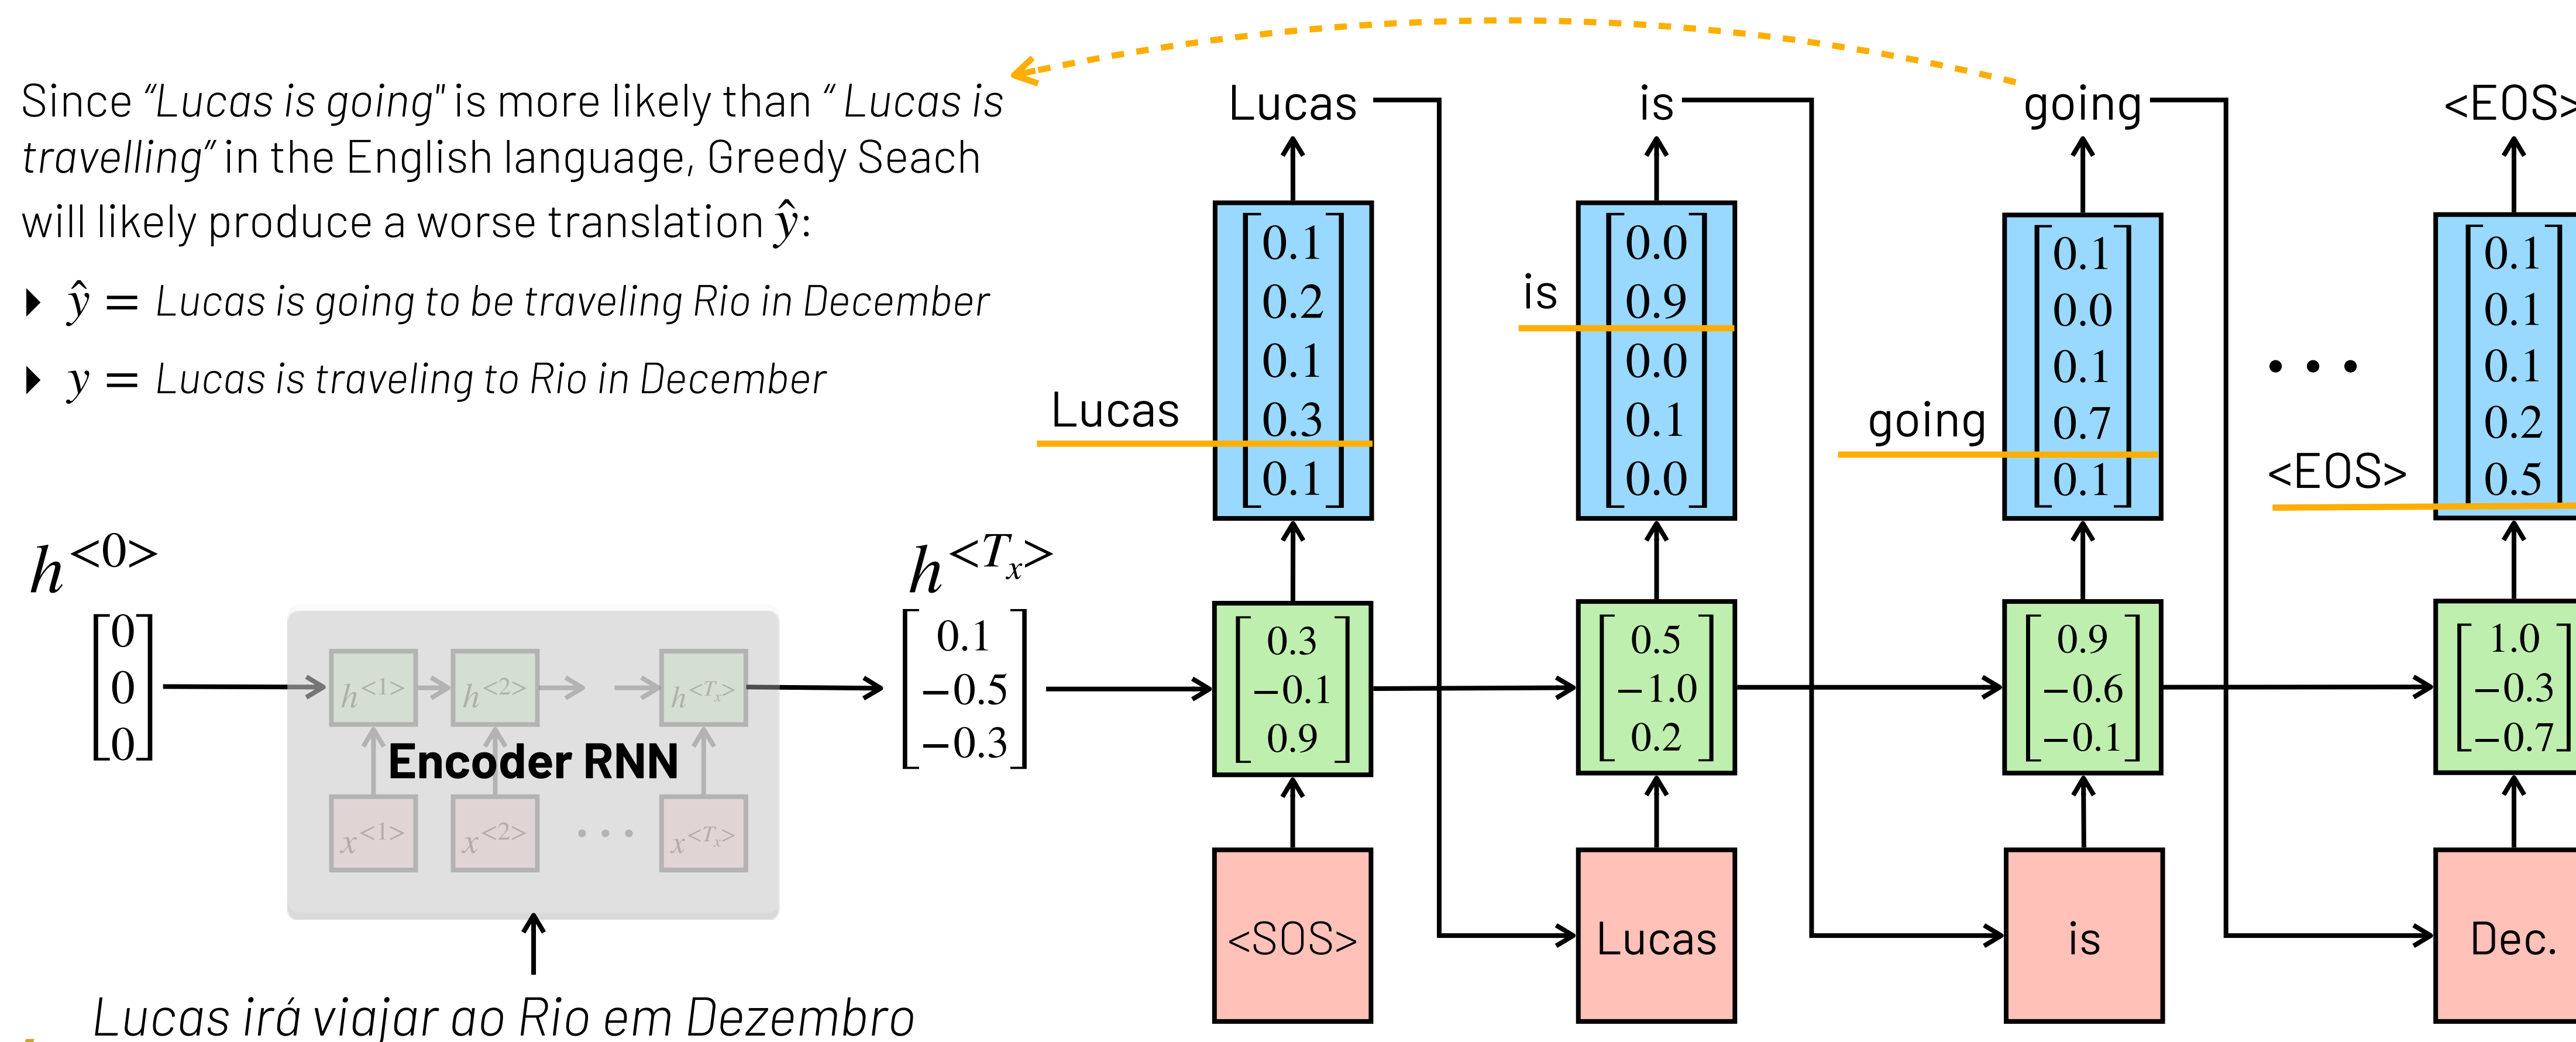 Since “Lucas is going" is more likely than “ Lucas is
travelling” in the English language, Greedy Seach
will likely produce a worse translation ŷ:
ŷ = Lucas is going to be traveling Rio in December
y = Lucas is traveling to Rio in December
h^<0>
[0
0
0]
h^<1>
h^<2>
h^<T_x>
Encoder RNN
x^<1>
x^<2>
• • •
x^<T_x>
Lucas irá viajar ao Rio em Dezembro
h^<T_x>
[0.1
−0.5
−0.3]
Lucas
[0.1
0.2
0.1
0.3
0.1]
Lucas
[0.3
−0.1
0.9]
<SOS>
is
[0.0
0.9
0.0
0.1
0.0]
is
[0.5
−1.0
0.2]
Lucas
going
[0.1
0.0
0.1
0.7
0.1]
going
[0.9
−0.6
−0.1]
is
• • •
<EOS>
[0.1
0.1
0.1
0.2
0.5]
<EOS>
[1.0
−0.3
−0.7]
Dec.